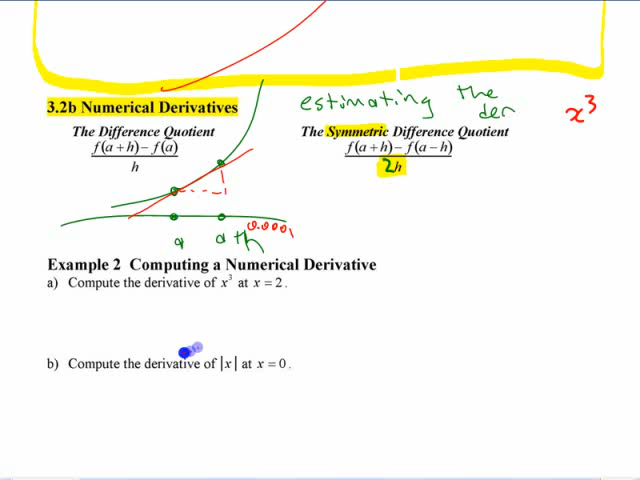 3.2b Numerical Derivatives
estimating the
der
x³
The Difference Quotient
f(a + h) − f(a)
h
The Symmetric Difference Quotient
f(a + h) − f(a − h)
2h
0.0001
a
a + h
Example 2 Computing a Numerical Derivative
a) Compute the derivative of x³ at x = 2 .
b) Compute the derivative of |x| at x = 0 .